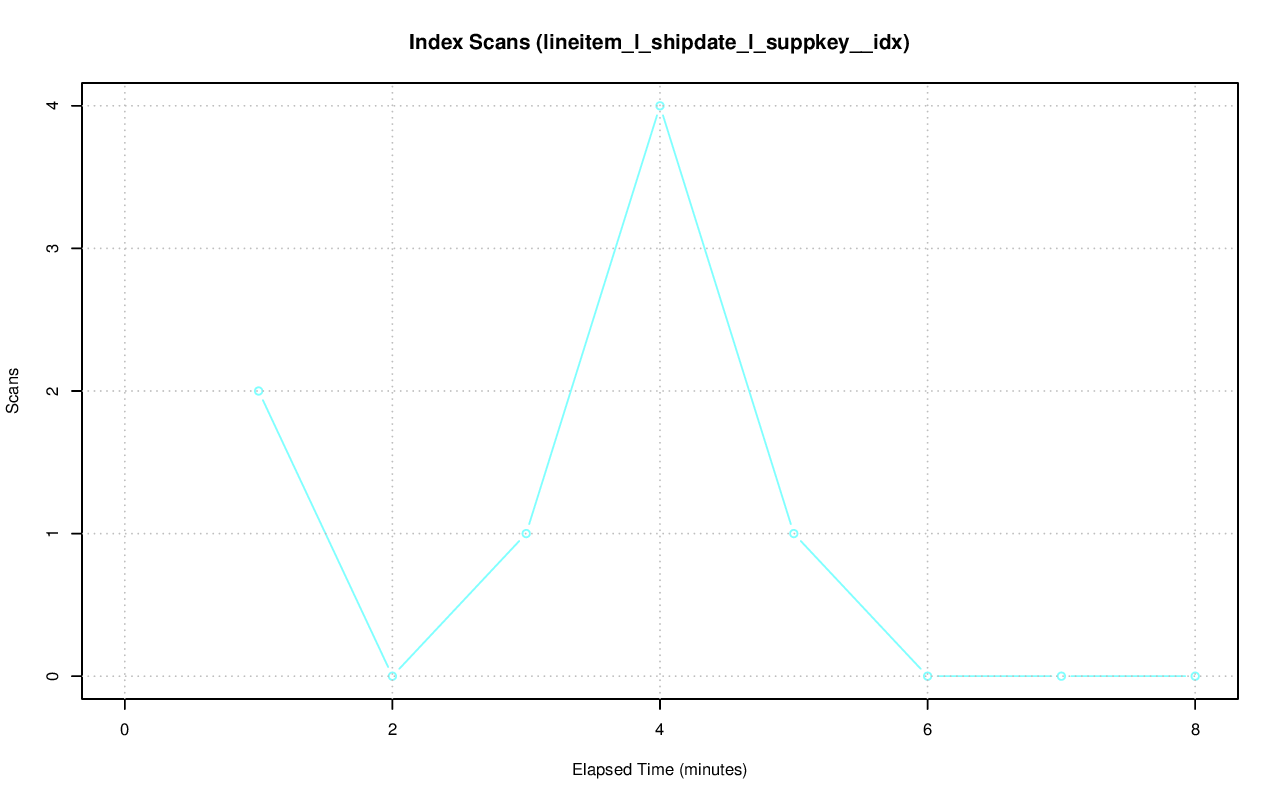 Index Scans (lineitem_l_shipdate_l_suppkey__idx)
4
3
2
1
0
Scans
0 2 4 6 8
Elapsed Time (minutes)